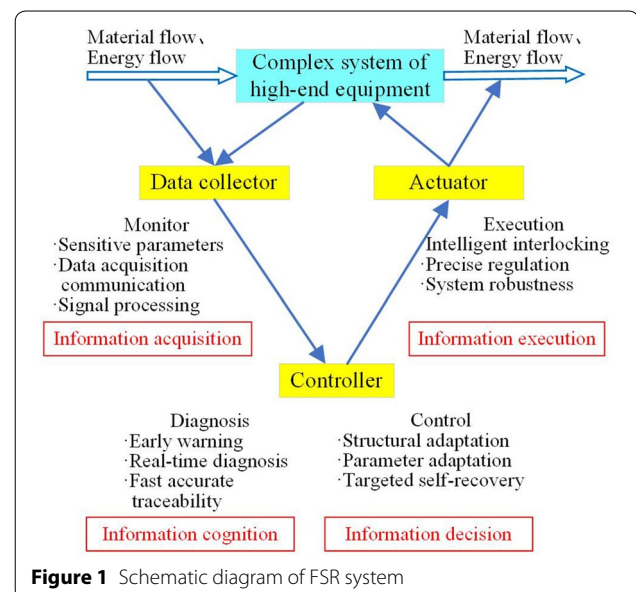 Material flow、
Energy flow
Complex system of
high-end equipment
Material flow、
Energy flow
Data collector
Actuator
Monitor
·Sensitive parameters
·Data acquisition
communication
·Signal processing
Information acquisition
Execution
·Intelligent interlocking
·Precise regulation
·System robustness
Information execution
Controller
Diagnosis
·Early warning
·Real-time diagnosis
·Fast accurate
traceability
Information cognition
Control
·Structural adaptation
·Parameter adaptation
·Targeted self-recovery
Information decision
Figure 1 Schematic diagram of FSR system